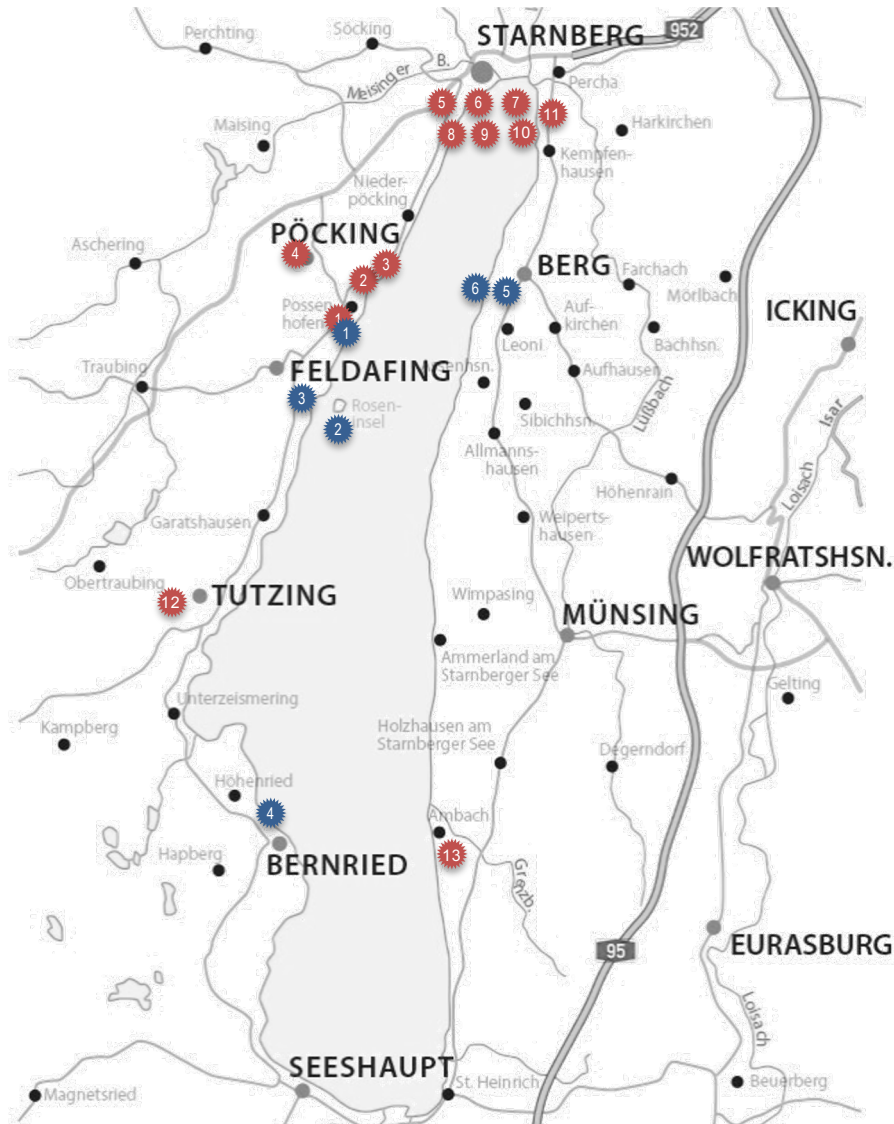 STARNBERG
952
Perchting
Söcking
B.
Meisinger
Percha
5
6
7
11
8
9
10
Harkirchen
Maising
Kempfen-
hausen
Nieder-
pöcking
PÖCKING
Aschering
4
3
2
BERG
Farchach
Mörlbach
6
5
Possen-
hofen
1
1
Auf-
kirchen
ICKING
Leoni
Bachhsn.
Traubing
FELDAFING
Aufhausen
Lüßbach
3
Rosen-
insel
2
Sibichhsn.
Isar
Allmanns-
hausen
Höhenrain
Loisach
Garatshausen
Weiperts-
hausen
WOLFRATSHSN.
Obertraubing
12
TUTZING
Wimpasing
MÜNSING
Ammerland am
Starnberger See
Unterzeismering
Gelting
Kampberg
Holzhausen am
Starnberger See
Degerndorf
Höhenried
4
Ambach
Hapberg
13
BERNRIED
Grenzb.
95
EURASBURG
Loisach
SEESHAUPT
St. Heinrich
Beuerberg
Magnetsried